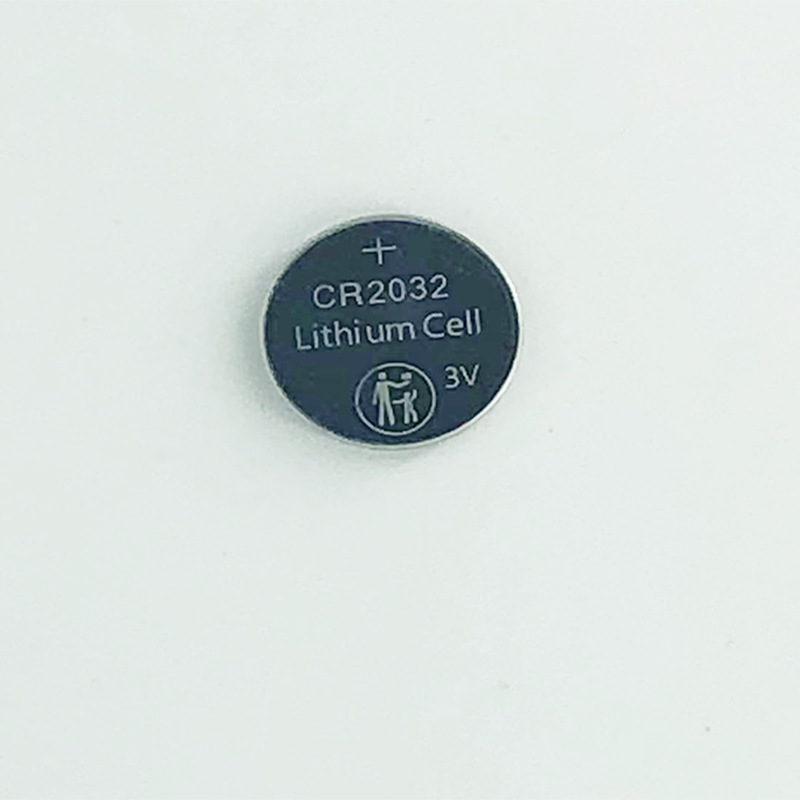 +
CR2032
Lithium Cell
3V